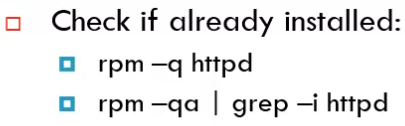 Check if already installed:
rpm –q httpd
rpm –qa | grep –i httpd